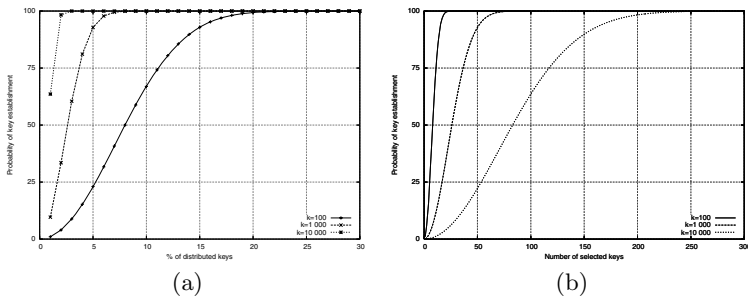 100
75
50
25
0
0
5
10
15
20
25
30
Probability of key establishment
% of distributed keys
k=100
k=1 000
k=10 000
(a)
100
75
50
25
0
0
50
100
150
200
250
300
Probability of key establishment
Number of selected keys
k=100
k=1 000
k=10 000
(b)